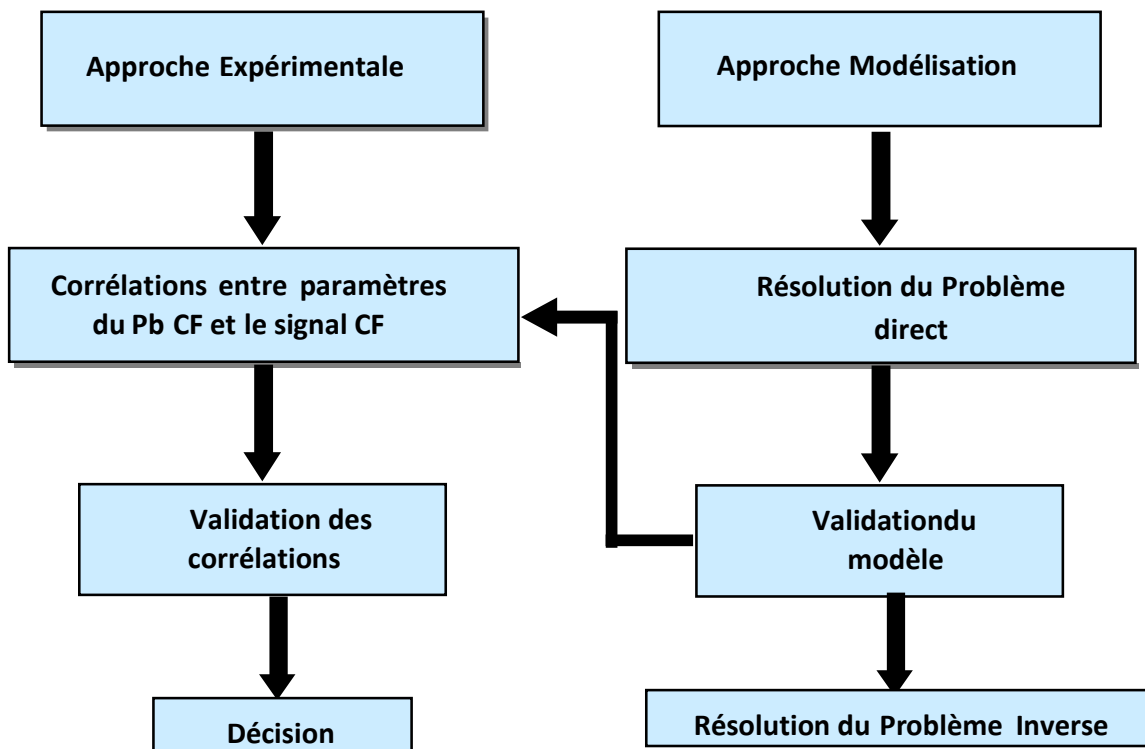 Approche Expérimentale
Approche Modélisation
Corrélations entre paramètres
du Pb CF et le signal CF
Résolution du Problème
direct
Validation des
corrélations
Validationdu
modèle
Décision
Résolution du Problème Inverse